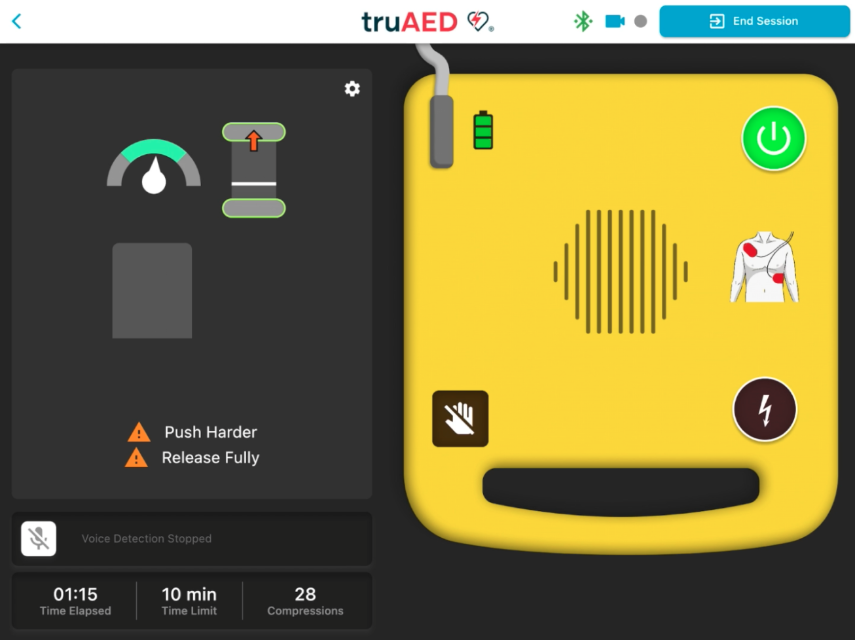 truAED
End Session
Push Harder
Release Fully
Voice Detection Stopped
01:15 10 min 28
Time Elapsed Time Limit Compressions